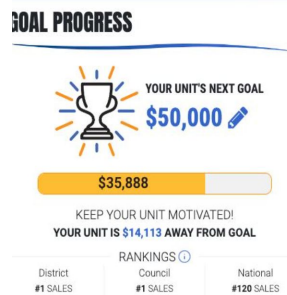 GOAL PROGRESS
YOUR UNIT'S NEXT GOAL
$50,000
$35,888
KEEP YOUR UNIT MOTIVATED!
YOUR UNIT IS $14,113 AWAY FROM GOAL
RANKINGS
District Council National
#1 SALES #1 SALES #120 SALES